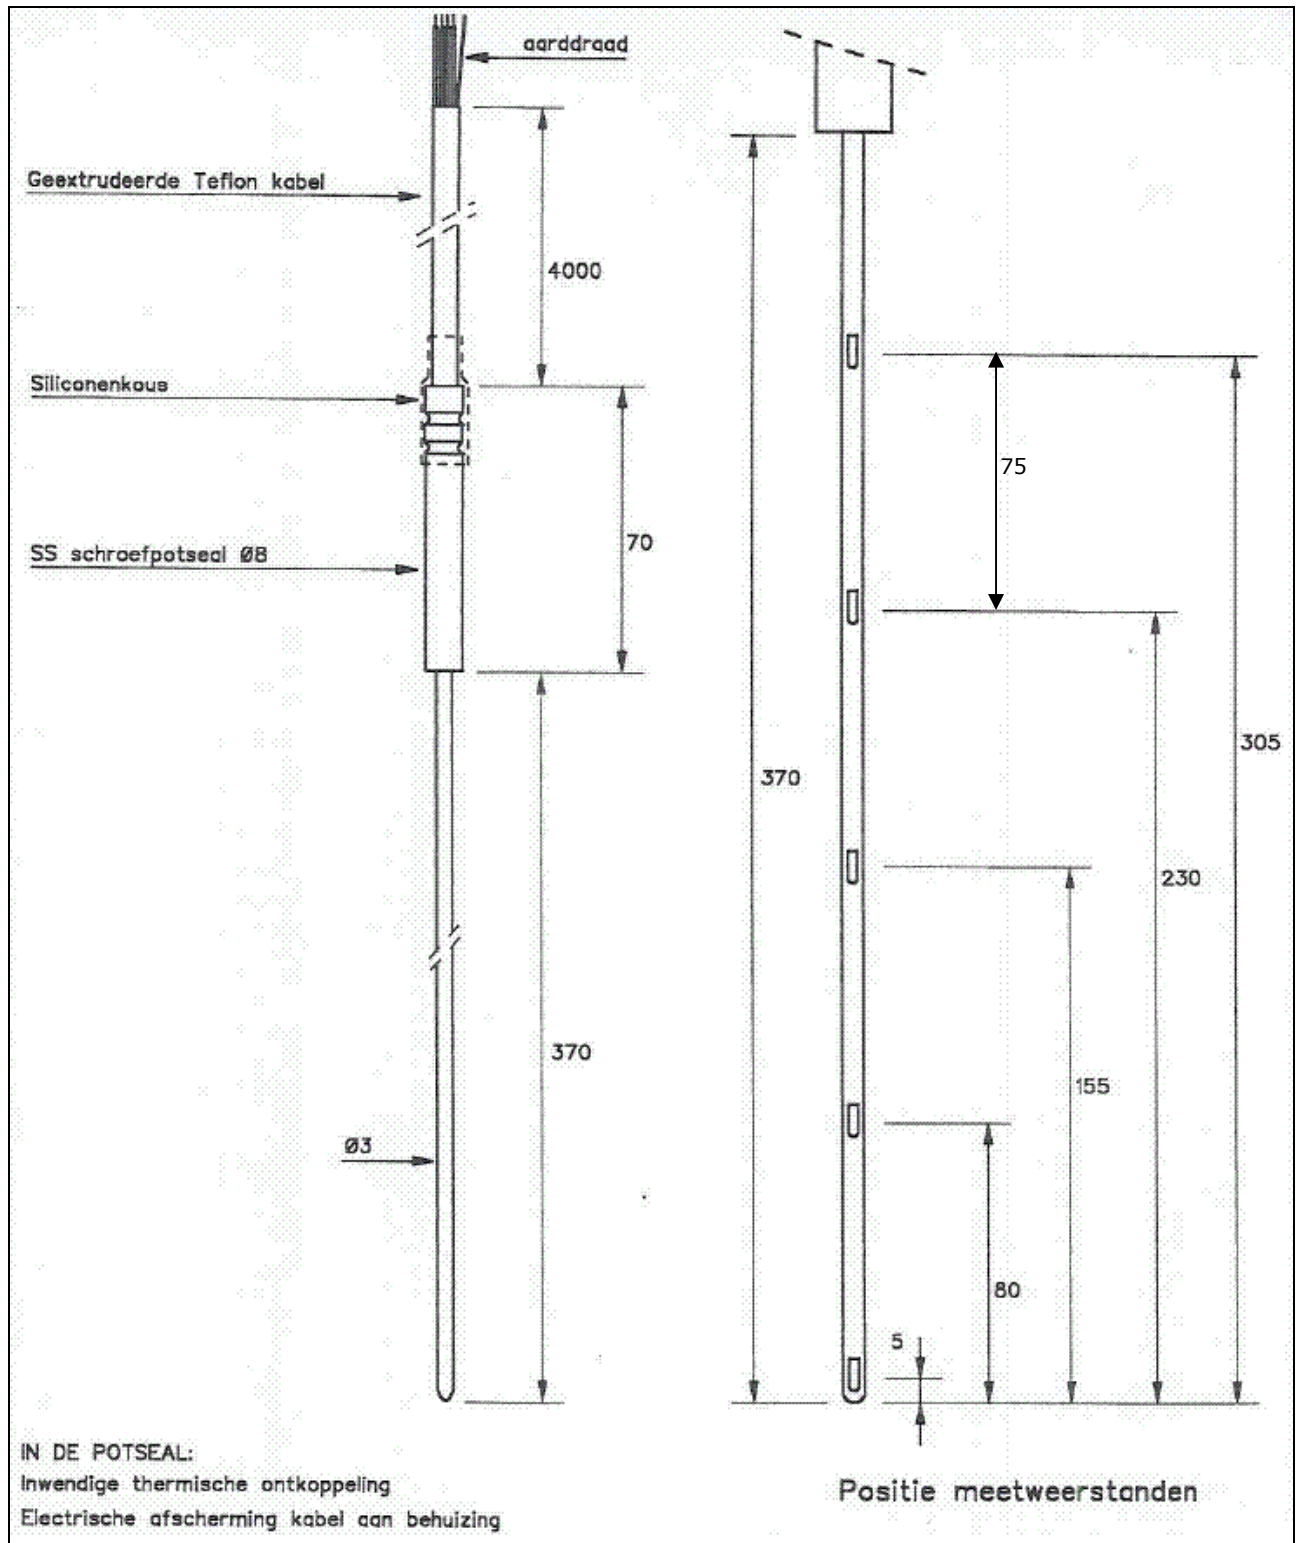 aarddraad
Geextrudeerde Teflon kabel
4000
Siliconenkous
75
SS schroefpotseal Ø8
70
305
370
230
370
155
Ø3
80
5
IN DE POTSEAL:
Inwendige thermische ontkoppeling
Electrische afscherming kabel aan behuizing
Positie meetweerstanden